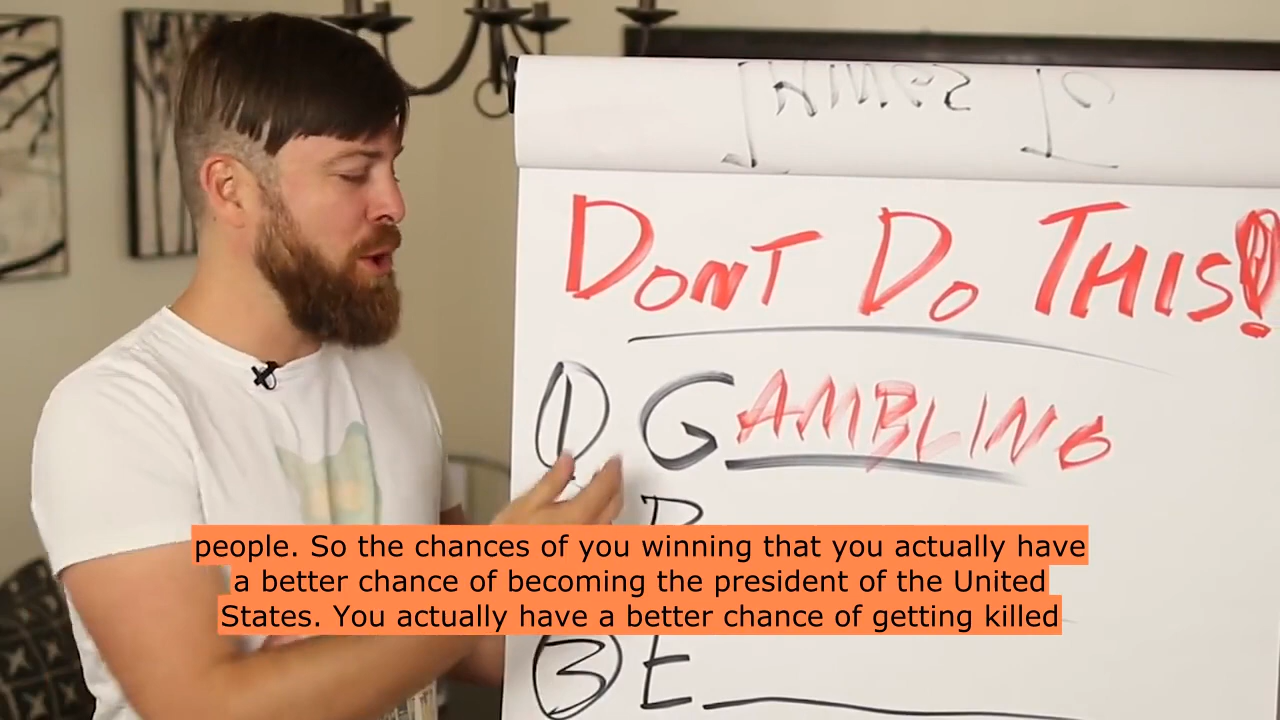 DONT DO THIS!
1 GAMBLING
people. So the chances of you winning that you actually have
a better chance of becoming the president of the United
States. You actually have a better chance of getting killed
3 E